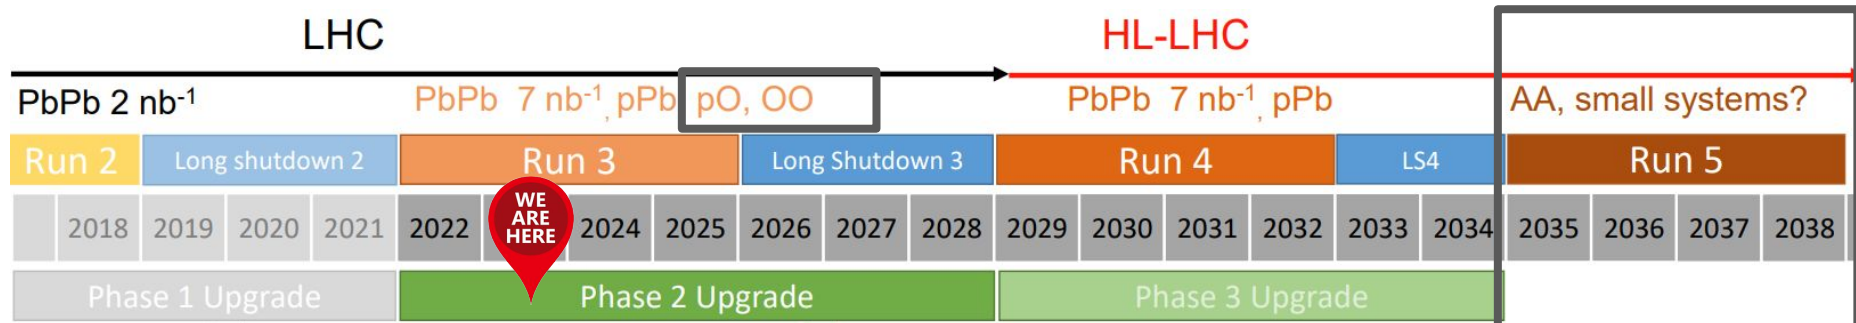 LHC
HL-LHC
PbPb 2 nb-1
PbPb 7 nb-1, pPb pO, OO
PbPb 7 nb-1, pPb
AA, small systems?
Run 2
Long shutdown 2
Run 3
Long Shutdown 3
Run 4
LS4
Run 5
WE
ARE
HERE
2018 2019 2020 2021 2022 2024 2025 2026 2027 2028 2029 2030 2031 2032 2033 2034 2035 2036 2037 2038
Phase 1 Upgrade
Phase 2 Upgrade
Phase 3 Upgrade